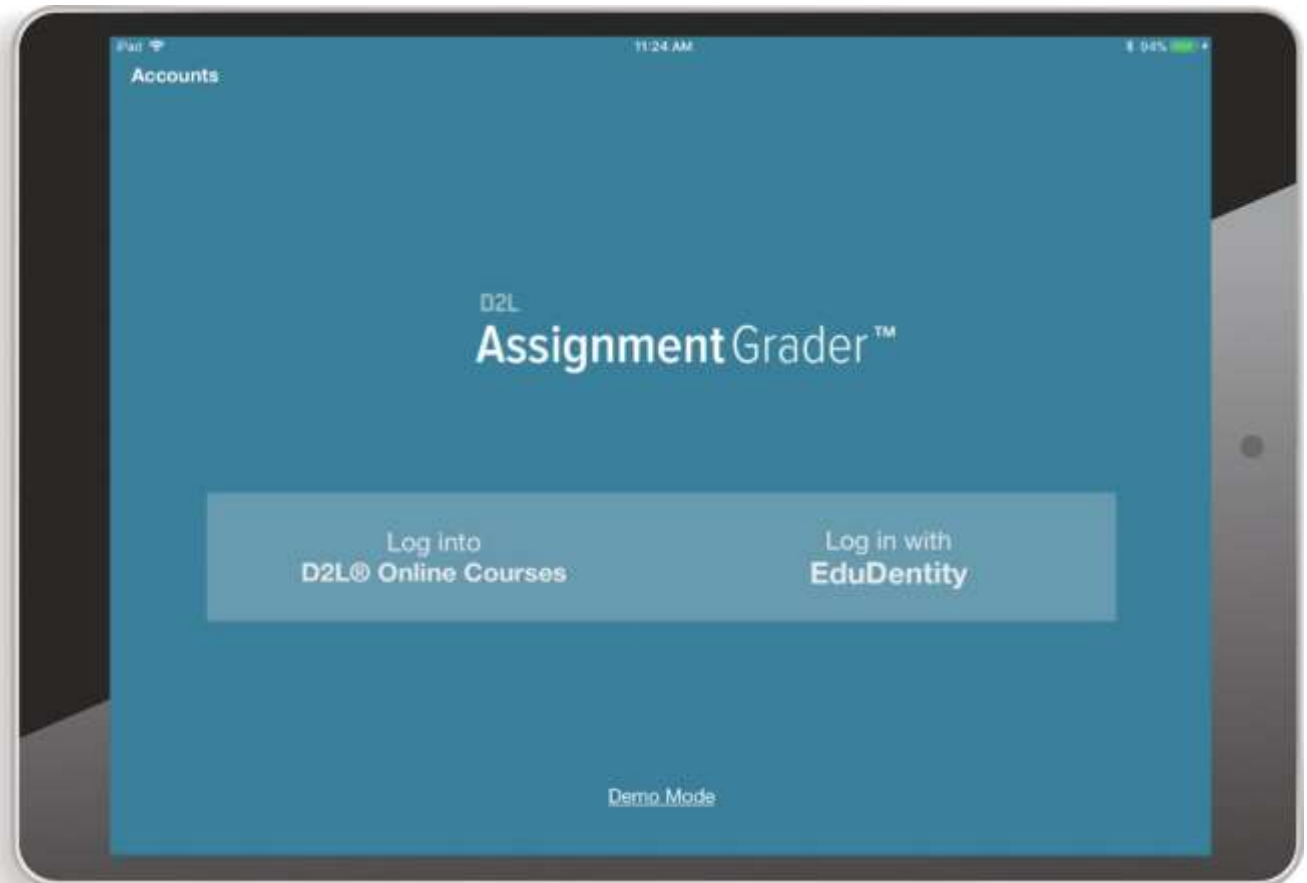 iPad
11:24 AM
94%
Accounts
D2L
Assignment Grader™
Log into
D2L® Online Courses
Log in with
EduDentity
Demo Mode